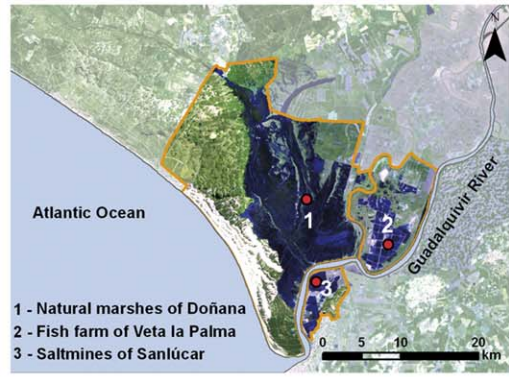 N
Guadalquivir River
Atlantic Ocean
1
2
3
1 - Natural marshes of Doñana
2 - Fish farm of Veta la Palma
3 - Saltmines of Sanlúcar
0 5 10 20
km